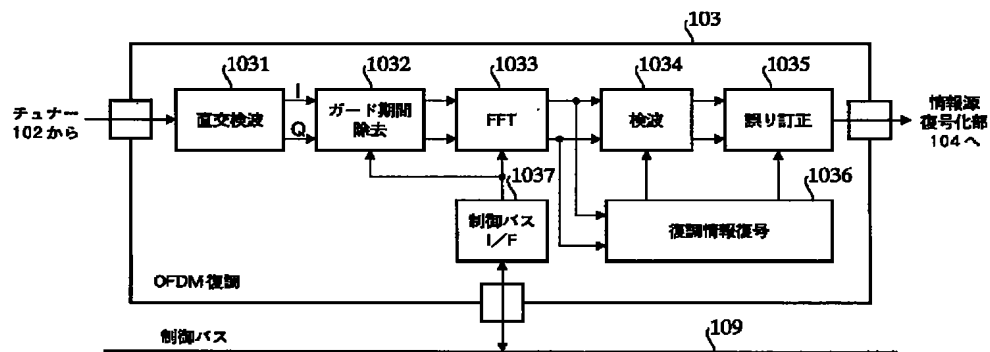 103
1031
1032
1033
1034
1035
チュナー
102から
直交検波
I
Q
ガード期間
除去
FFT
検波
誤り訂正
情報源
復号化部
104へ
1037
1036
制御バス
I/F
復調情報復号
OFDM復調
制御バス
109